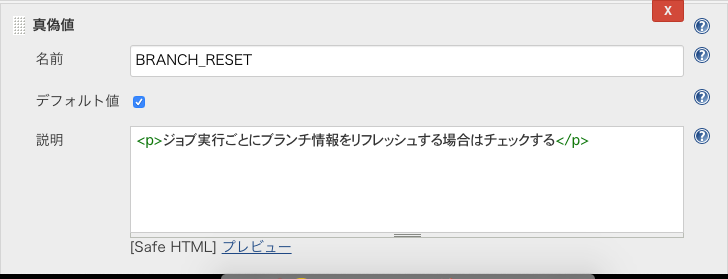 真偽値
X
名前
BRANCH_RESET
デフォルト値
説明
<p>ジョブ実行ごとにブランチ情報をリフレッシュする場合はチェックする</p>
[Safe HTML] プレビュー